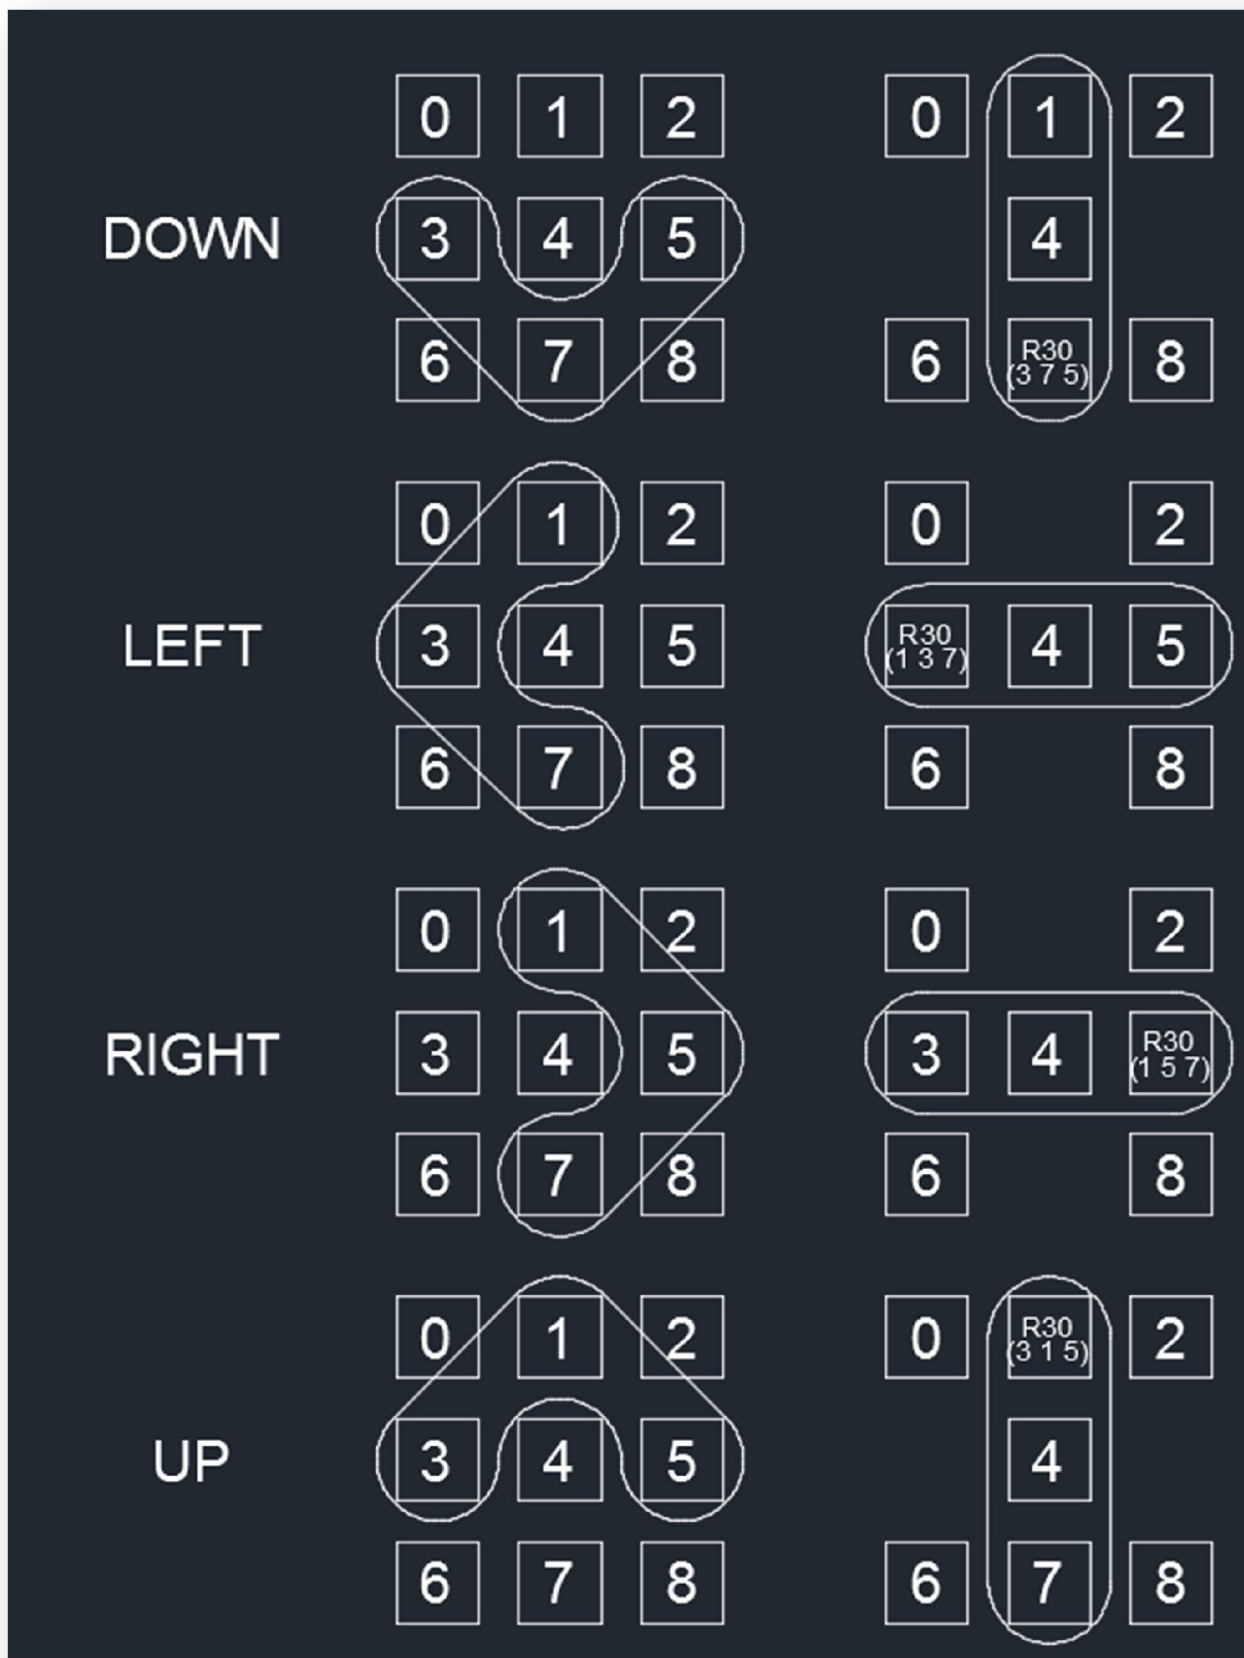 0 1 2 0 1 2
DOWN 3 4 5 4
6 7 8 6 R30 8
(3 7 5)
0 1 2 0 2
LEFT 3 4 5 R30 4 5
(1 3 7)
6 7 8 6 8
0 1 2 0 2
RIGHT 3 4 5 3 4 R30
(1 5 7)
6 7 8 6 8
0 1 2 0 R30 2
(3 1 5)
UP 3 4 5 4
6 7 8 6 7 8